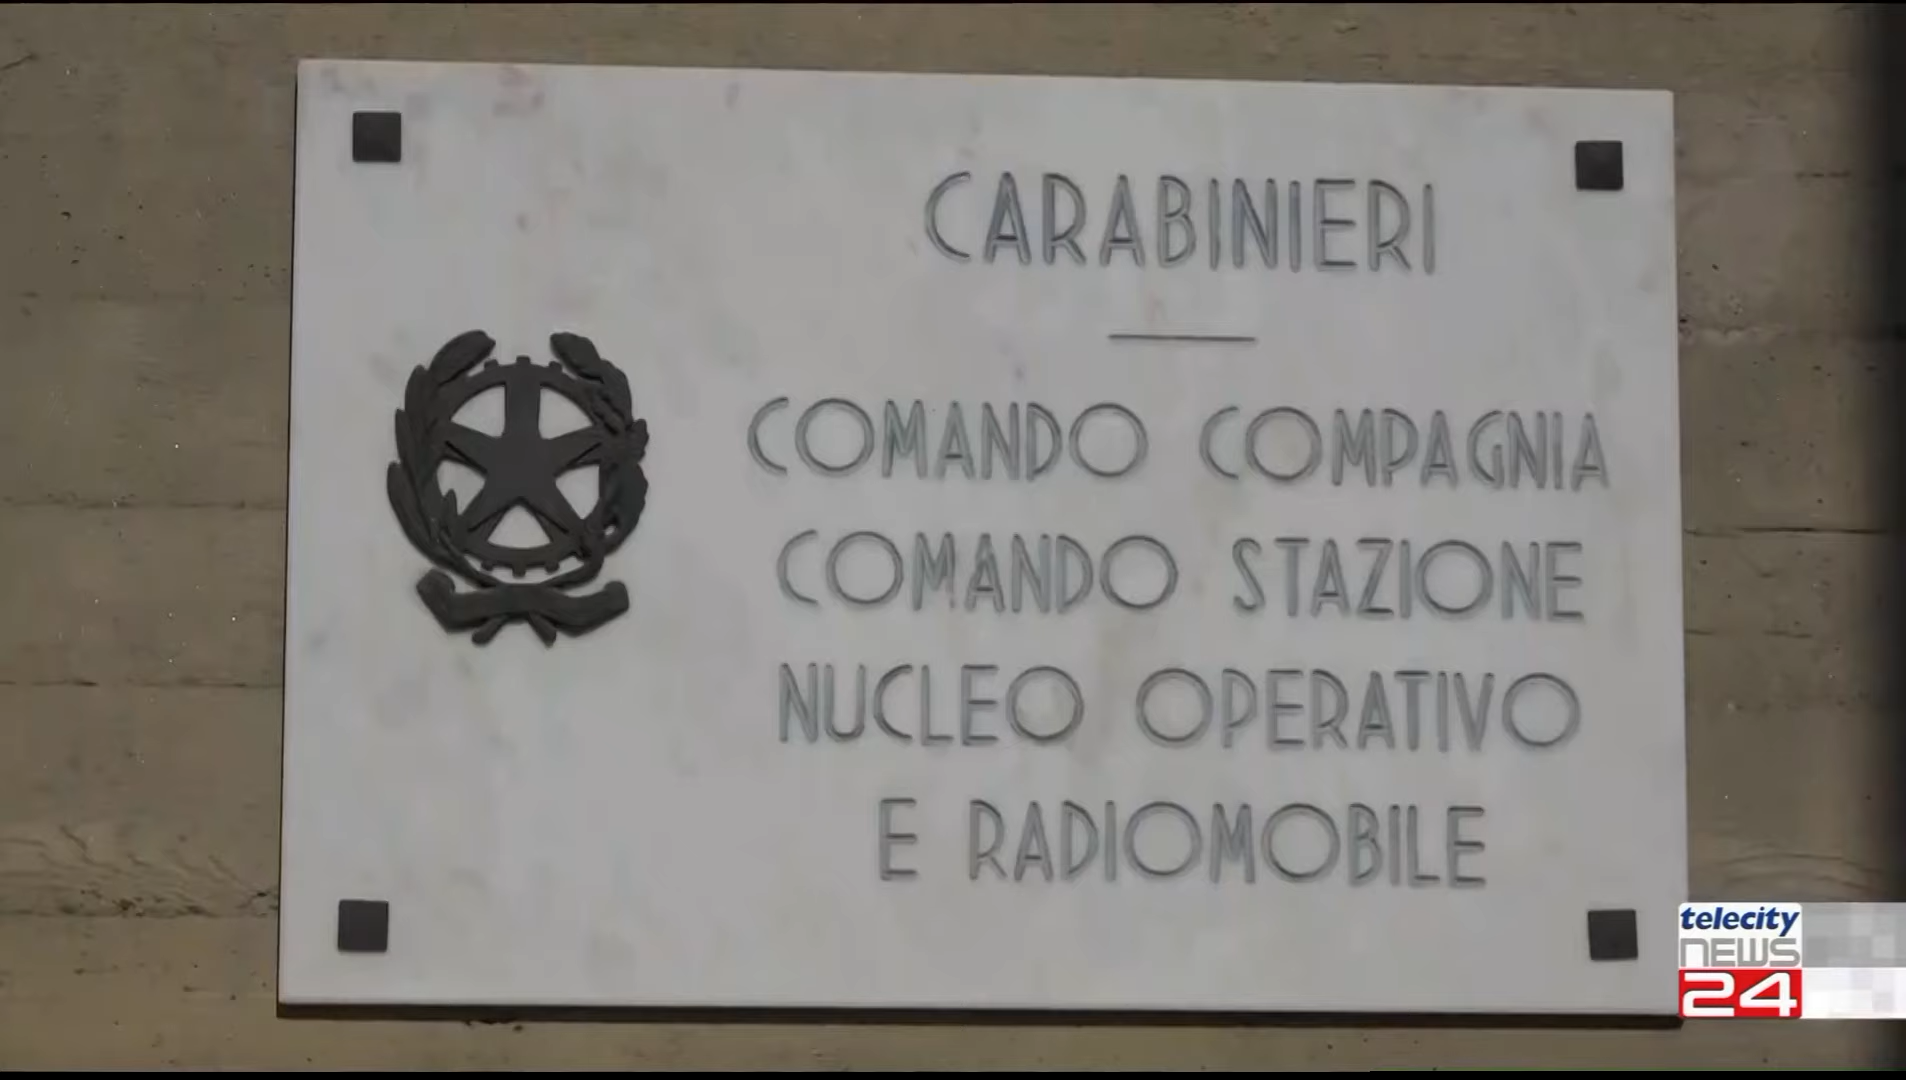 CARABINIERI
COMANDO COMPAGNIA
COMANDO STAZIONE
NUCLEO OPERATIVO
E RADIOMOBILE
telecity
NEWS
24